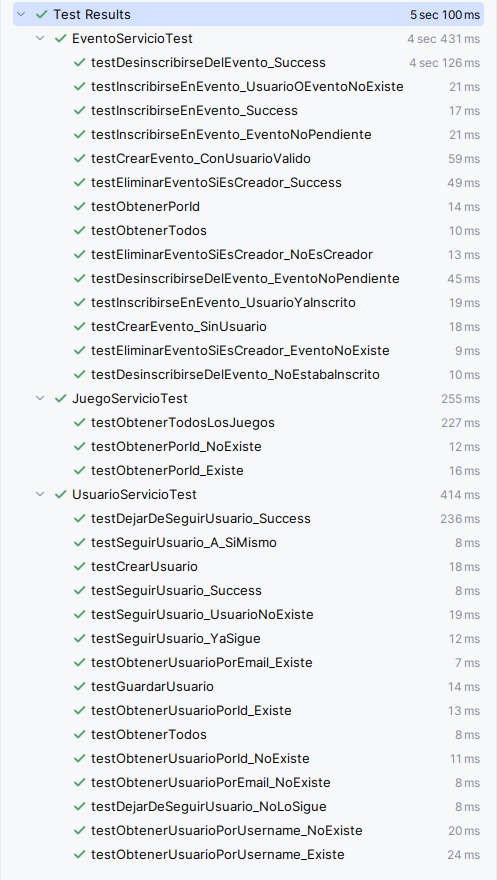 Test Results 5 sec 100 ms
EventoServicioTest 4 sec 431 ms
testDesinscribirseDelEvento_Success 4 sec 126 ms
testInscribirseEnEvento_UsuarioOEventoNoExiste 21 ms
testInscribirseEnEvento_Success 17 ms
testInscribirseEnEvento_EventoNoPendiente 21 ms
testCrearEvento_ConUsuarioValido 59 ms
testEliminarEventoSiEsCreador_Success 49 ms
testObtenerPorId 14 ms
testObtenerTodos 10 ms
testEliminarEventoSiEsCreador_NoEsCreador 13 ms
testDesinscribirseDelEvento_EventoNoPendiente 45 ms
testInscribirseEnEvento_UsuarioYaInscrito 19 ms
testCrearEvento_SinUsuario 18 ms
testEliminarEventoSiEsCreador_EventoNoExiste 9 ms
testDesinscribirseDelEvento_NoEstabaInscrito 10 ms
JuegoServicioTest 255 ms
testObtenerTodosLosJuegos 227 ms
testObtenerPorId_NoExiste 12 ms
testObtenerPorId_Existe 16 ms
UsuarioServicioTest 414 ms
testDejarDeSeguirUsuario_Success 236 ms
testSeguirUsuario_A_SiMismo 8 ms
testCrearUsuario 18 ms
testSeguirUsuario_Success 8 ms
testSeguirUsuario_UsuarioNoExiste 19 ms
testSeguirUsuario_YaSigue 12 ms
testObtenerUsuarioPorEmail_Existe 7 ms
testGuardarUsuario 14 ms
testObtenerUsuarioPorId_Existe 13 ms
testObtenerTodos 8 ms
testObtenerUsuarioPorId_NoExiste 11 ms
testObtenerUsuarioPorEmail_NoExiste 8 ms
testDejarDeSeguirUsuario_NoLoSigue 8 ms
testObtenerUsuarioPorUsername_NoExiste 20 ms
testObtenerUsuarioPorUsername_Existe 24 ms